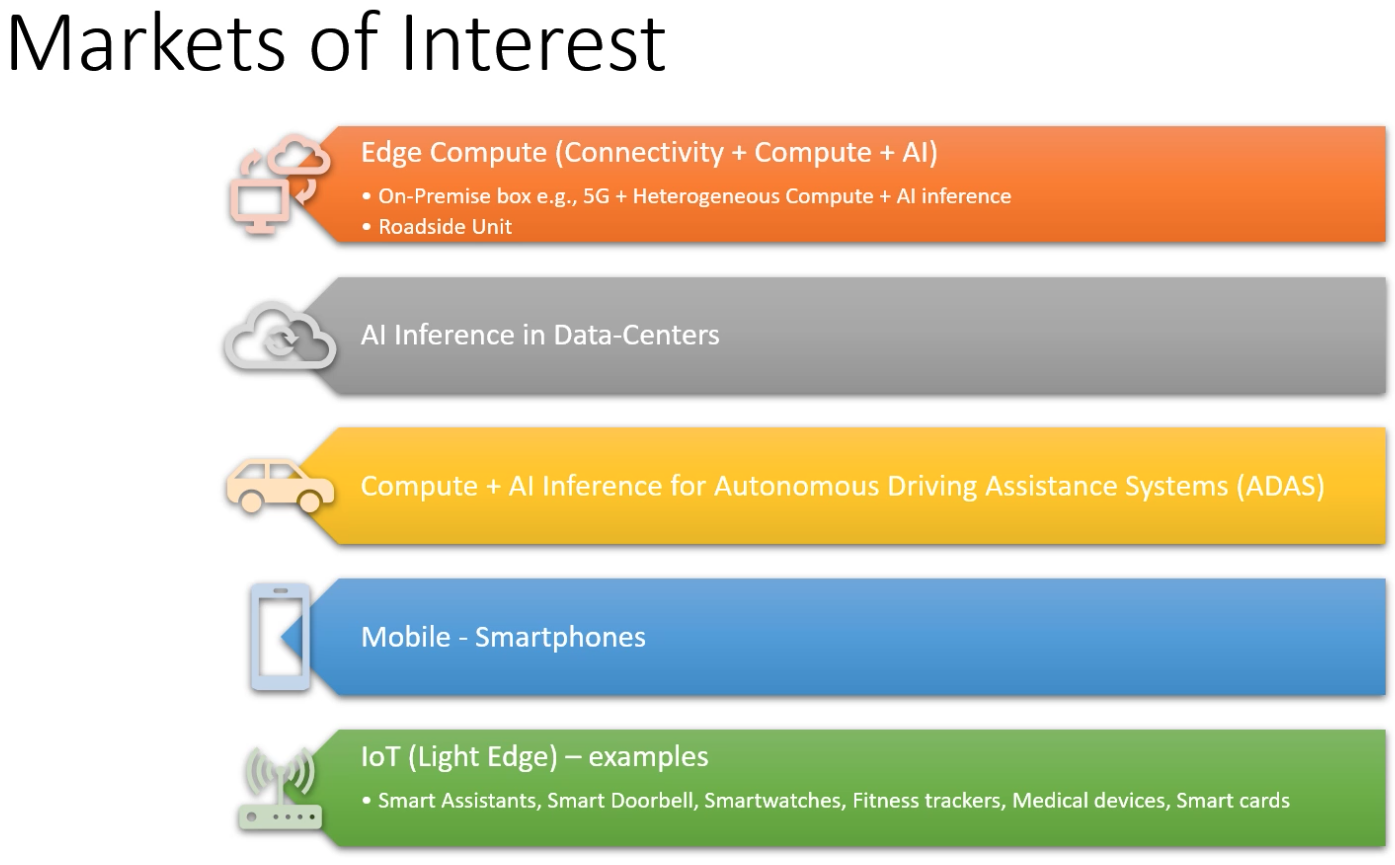 Markets of Interest
Edge Compute (Connectivity + Compute + AI)
• On-Premise box e.g., 5G + Heterogeneous Compute + AI inference
• Roadside Unit
AI Inference in Data-Centers
Compute + AI Inference for Autonomous Driving Assistance Systems (ADAS)
Mobile - Smartphones
IoT (Light Edge) – examples
• Smart Assistants, Smart Doorbell, Smartwatches, Fitness trackers, Medical devices, Smart cards